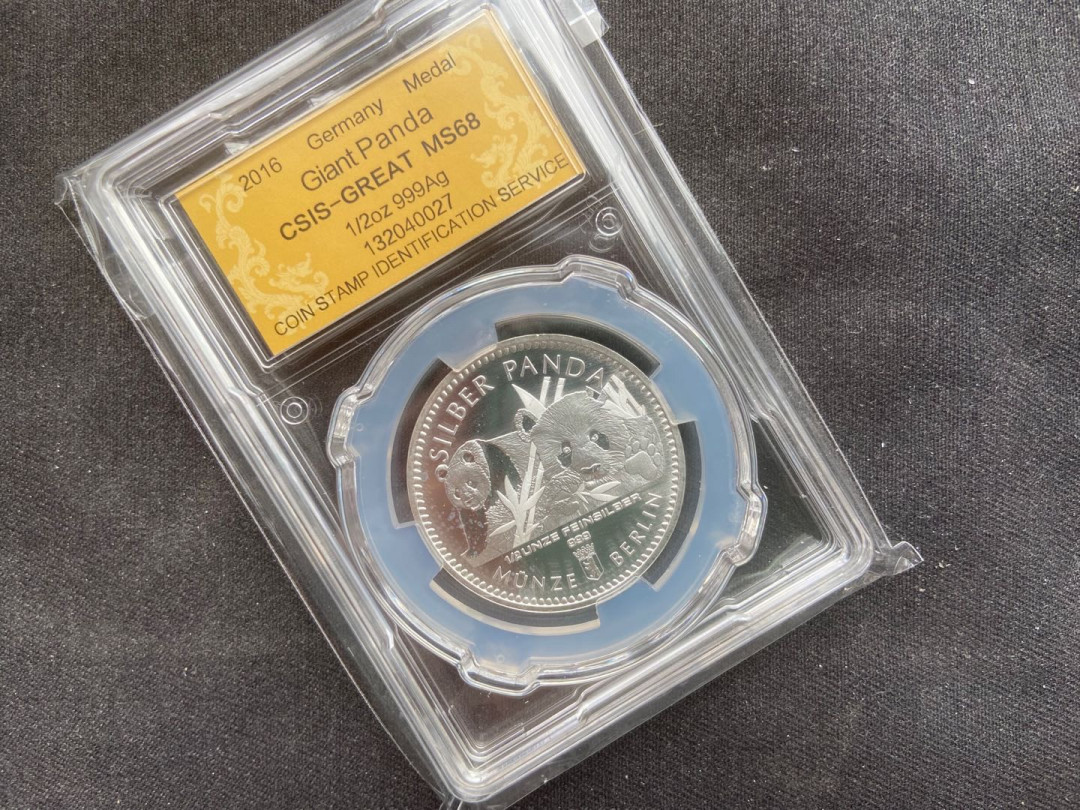 2016 Germany Medal
Giant Panda
CSIS-GREAT MS68
1/2oz 999Ag
132040027
COIN STAMP IDENTIFICATION SERVICE
SILBER PANDA
1/2 UNZE FEINSILBER
999
MÜNZE BERLIN